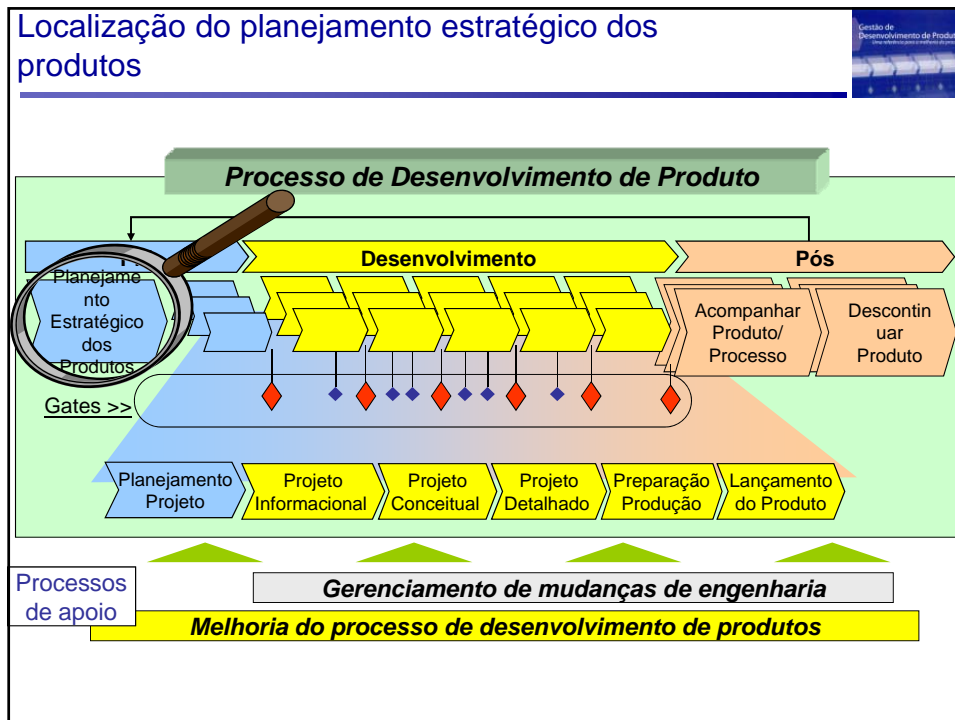 Localização do planejamento estratégico dos
produtos
Gestão de
Desenvolvimento de Produt
Processo de Desenvolvimento de Produto
Desenvolvimento
Pós
Planejame
nto
Estratégico
dos
Produtos
Acompanhar
Produto/
Processo
Descontin
uar
Produto
Gates >>
Planejamento
Projeto
Projeto
Informacional
Projeto
Conceitual
Projeto
Detalhado
Preparação
Produção
Lançamento
do Produto
Processos
de apoio
Gerenciamento de mudanças de engenharia
Melhoria do processo de desenvolvimento de produtos